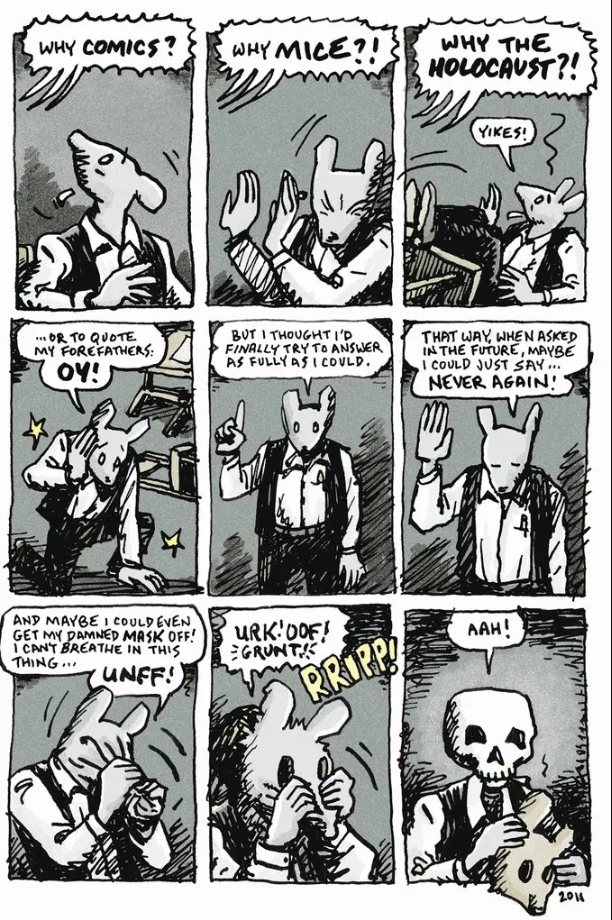 WHY COMICS?
WHY MICE?!
WHY THE
HOLOCAUST?!
YIKES!
...OR TO QUOTE
MY FOREFATHERS:
OY!
BUT I THOUGHT I'D
FINALLY TRY TO ANSWER
AS FULLY AS I COULD.
THAT WAY, WHEN ASKED
IN THE FUTURE, MAYBE
I COULD JUST SAY...
NEVER AGAIN!
AND MAYBE I COULD EVEN
GET MY DAMNED MASK OFF!
I CAN'T BREATHE IN THIS
THING...
UNFF!
URK! OOF!
GRUNT!!
RRIPP!
AAH!
2011